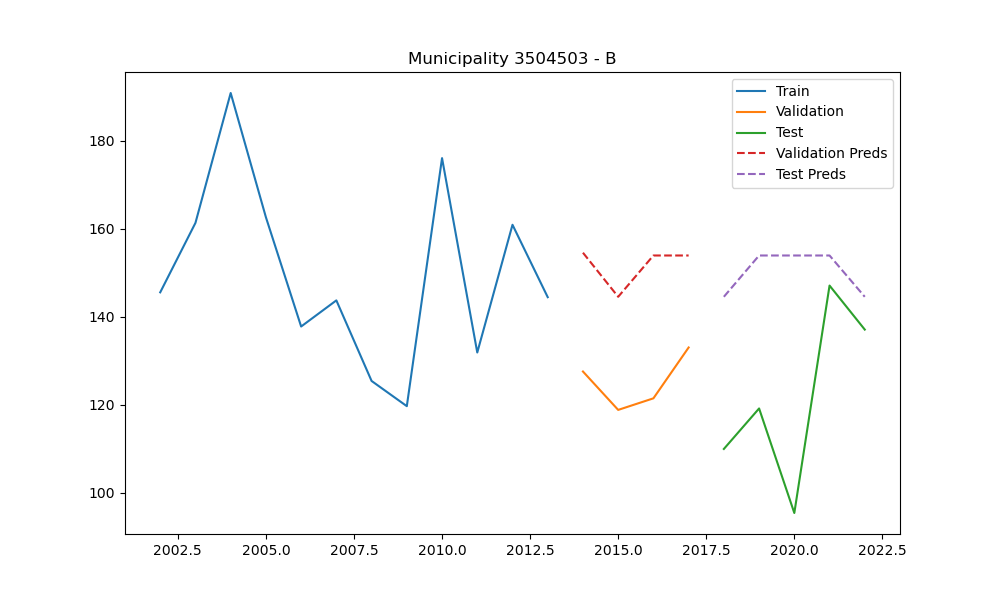 Municipality 3504503 - B
Train
Validation
Test
Validation Preds
Test Preds
180
160
140
120
100
2002.5 2005.0 2007.5 2010.0 2012.5 2015.0 2017.5 2020.0 2022.5